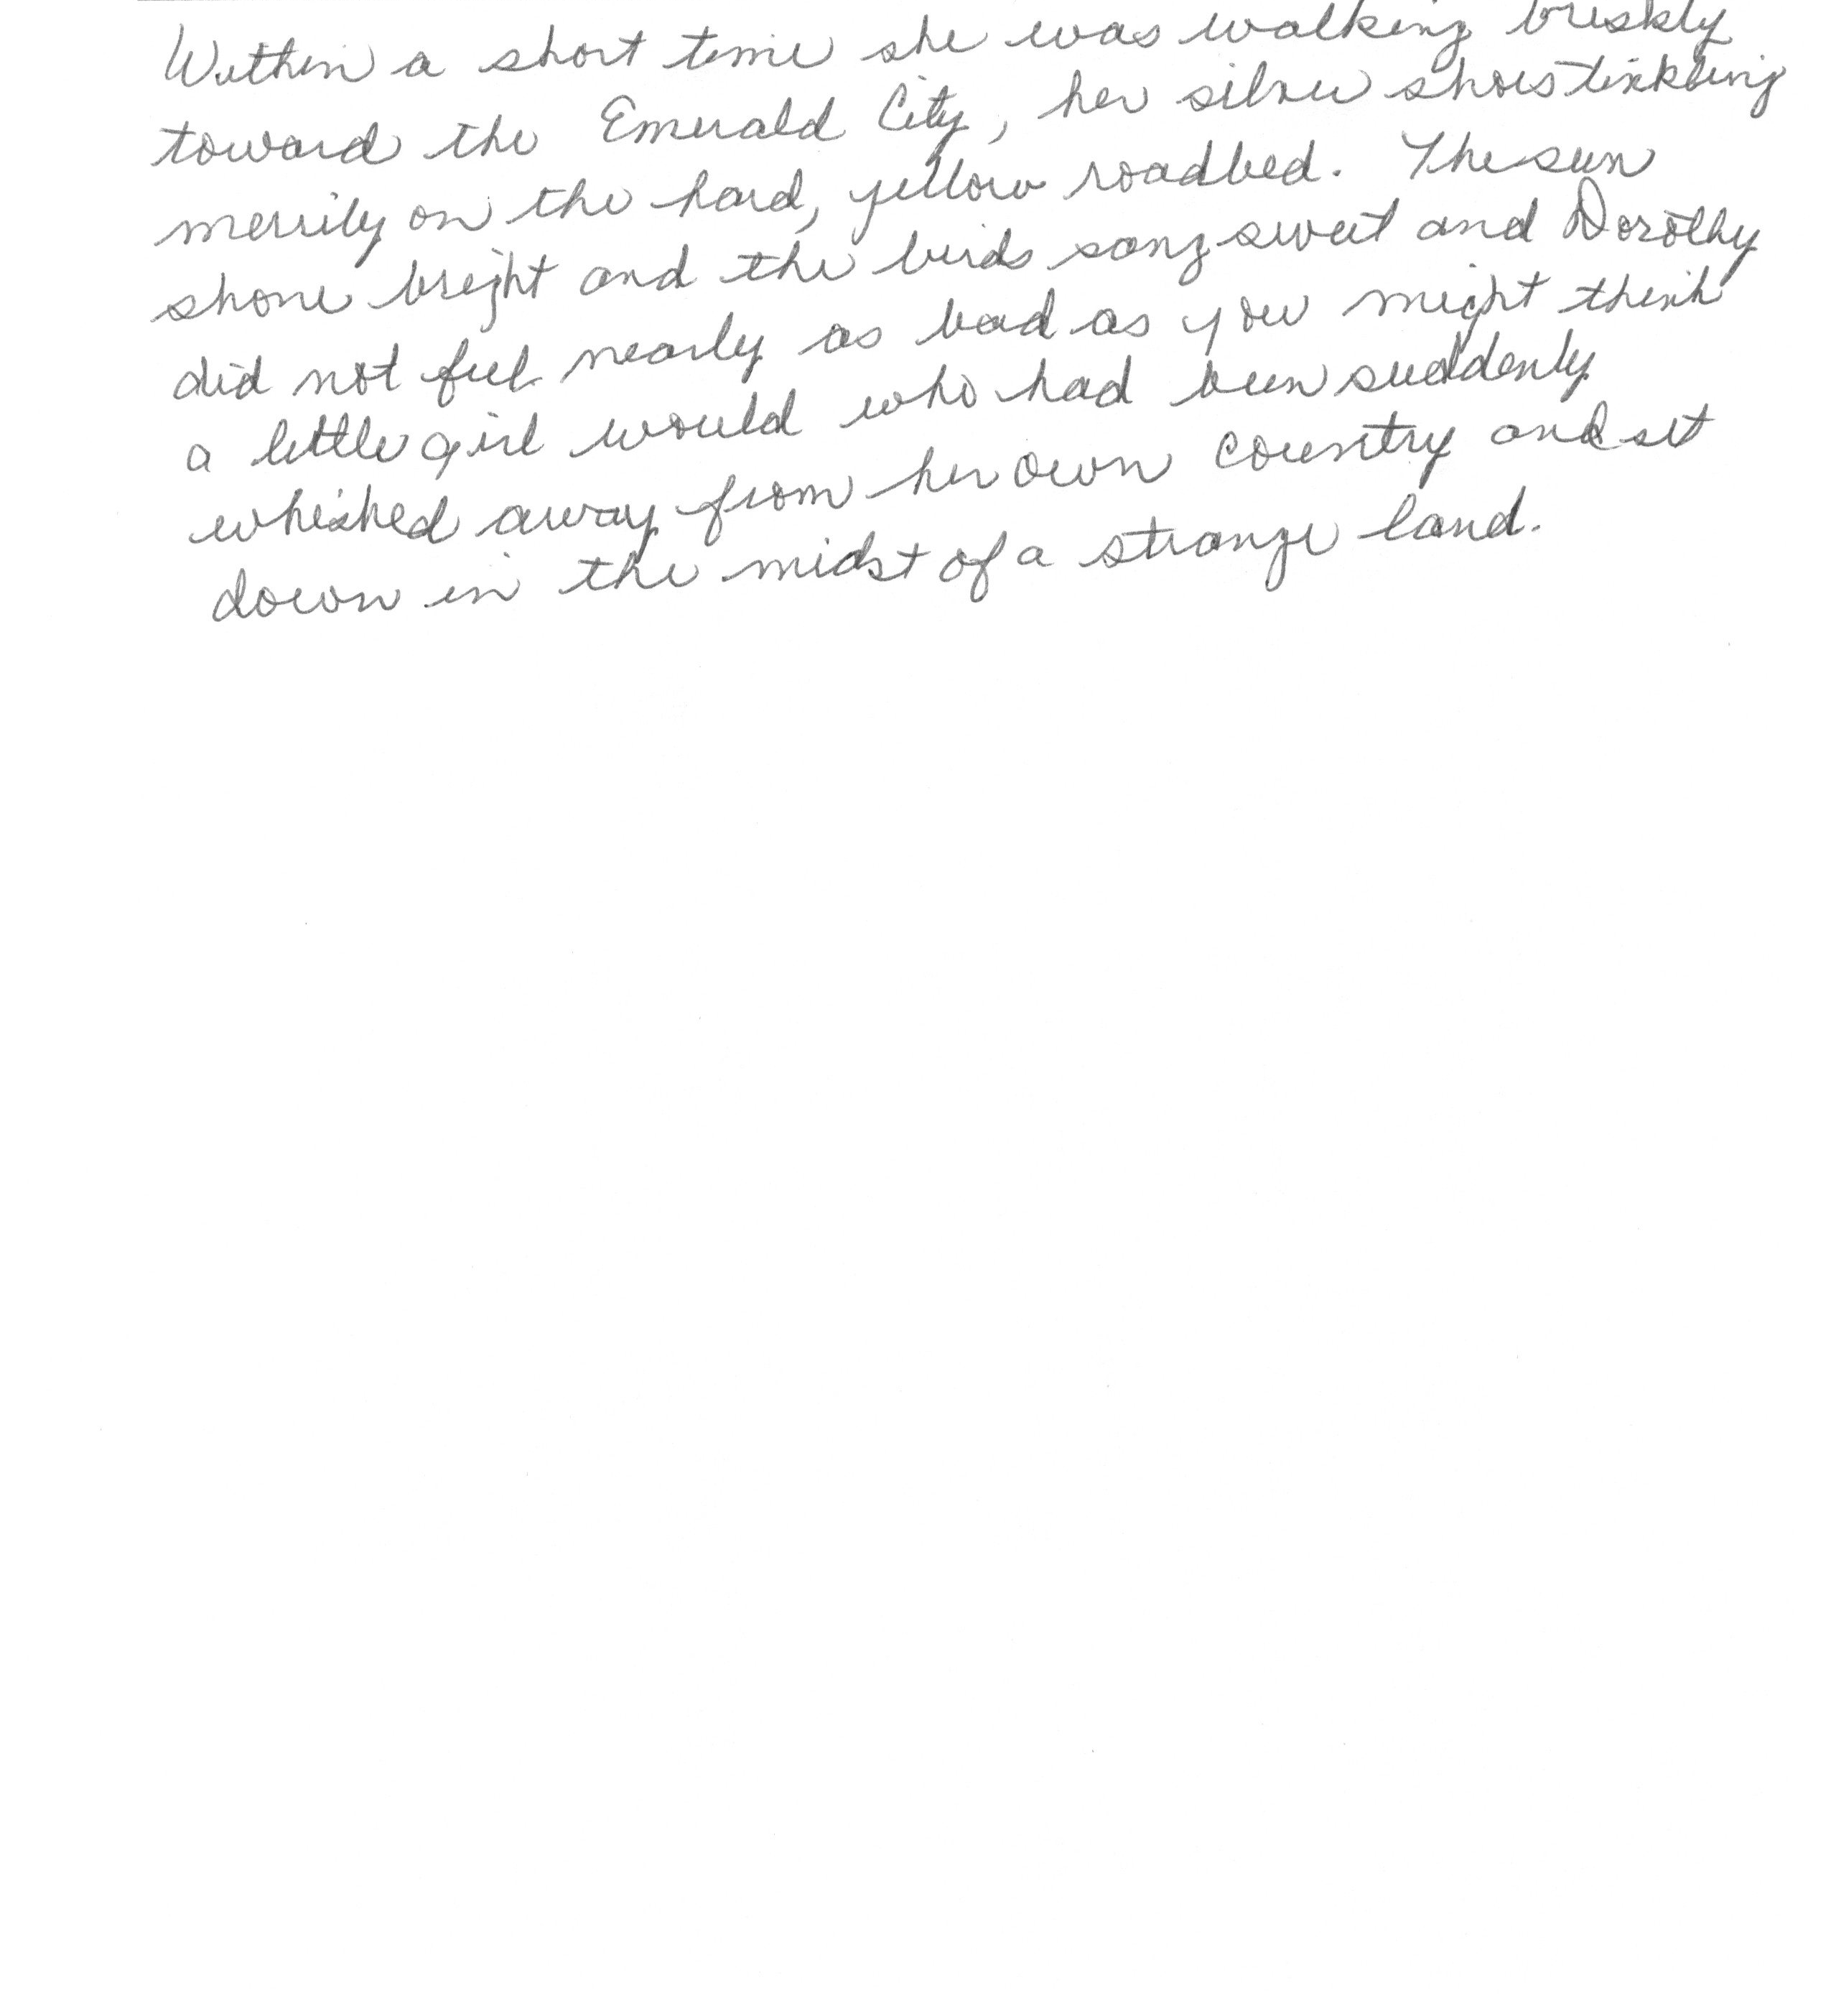 Within a short time she was walking briskly
toward the Emerald City, her silver shoes tinkling
merrily on the hard, yellow roadbed. The sun
shone bright and the birds sang sweet and Dorothy
did not feel nearly as bad as you might think
a little girl would who had been suddenly
whisked away from her own country and set
down in the midst of a strange land.